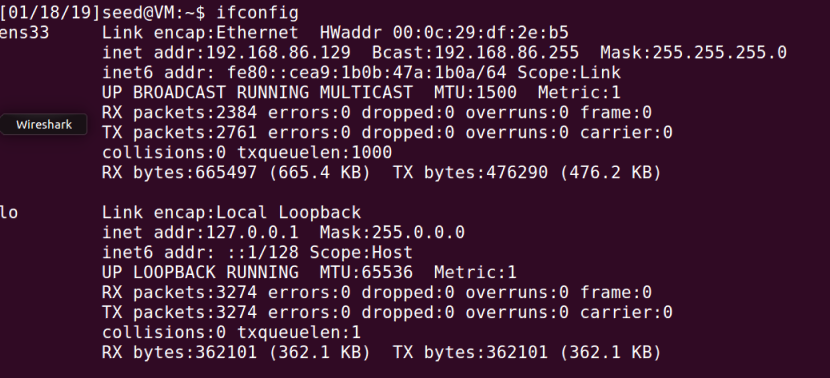 [01/18/19]seed@VM:~$ ifconfig
ens33 Link encap:Ethernet HWaddr 00:0c:29:df:2e:b5
inet addr:192.168.86.129 Bcast:192.168.86.255 Mask:255.255.255.0
inet6 addr: fe80::cea9:1b0b:47a:1b0a/64 Scope:Link
UP BROADCAST RUNNING MULTICAST MTU:1500 Metric:1
RX packets:2384 errors:0 dropped:0 overruns:0 frame:0
Wireshark
TX packets:2761 errors:0 dropped:0 overruns:0 carrier:0
collisions:0 txqueuelen:1000
RX bytes:665497 (665.4 KB) TX bytes:476290 (476.2 KB)
lo Link encap:Local Loopback
inet addr:127.0.0.1 Mask:255.0.0.0
inet6 addr: ::1/128 Scope:Host
UP LOOPBACK RUNNING MTU:65536 Metric:1
RX packets:3274 errors:0 dropped:0 overruns:0 frame:0
TX packets:3274 errors:0 dropped:0 overruns:0 carrier:0
collisions:0 txqueuelen:1
RX bytes:362101 (362.1 KB) TX bytes:362101 (362.1 KB)